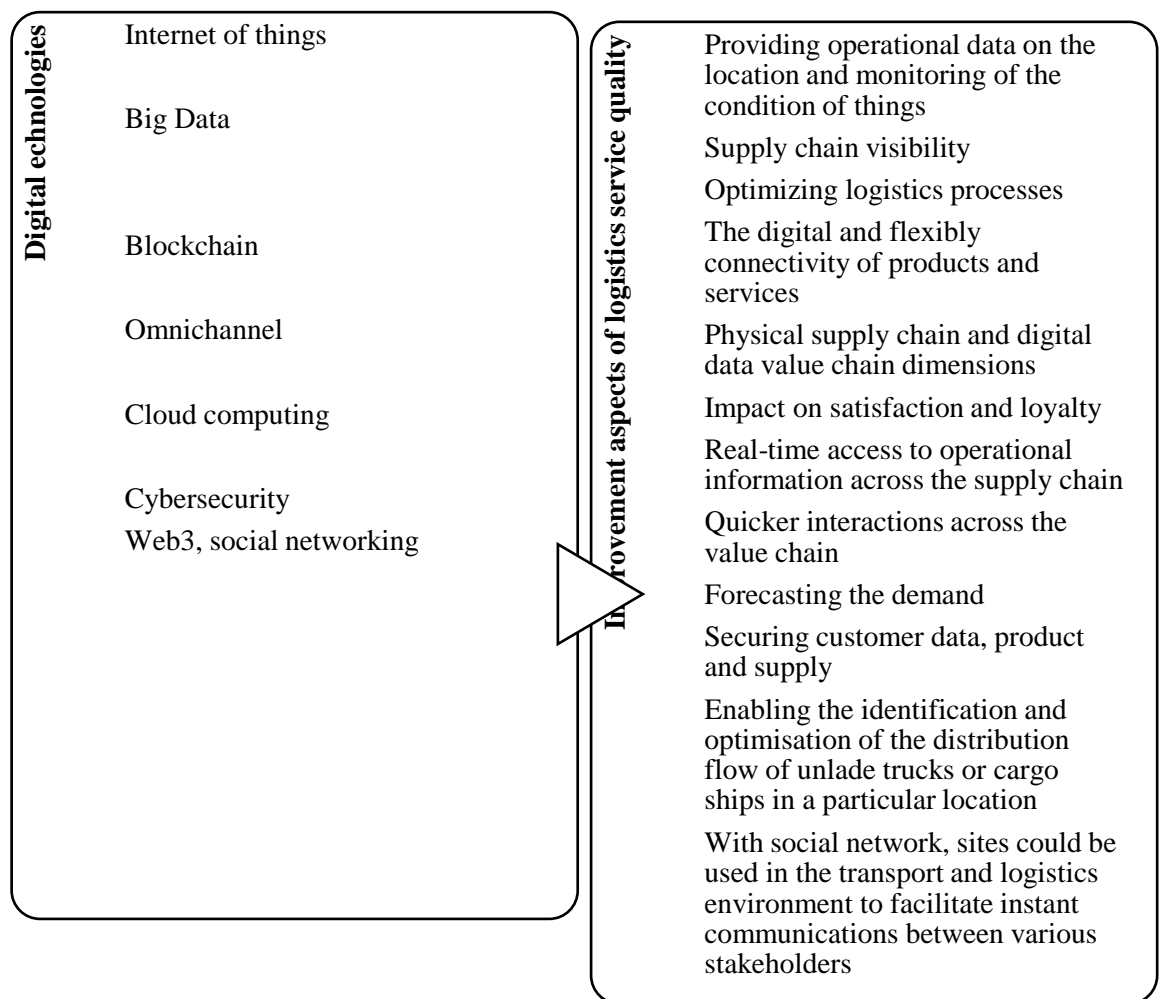 Digital echnologies
Internet of things
Big Data
Blockchain
Omnichannel
Cloud computing
Cybersecurity
Web3, social networking
Improvement aspects of logistics service quality
Providing operational data on the
location and monitoring of the
condition of things
Supply chain visibility
Optimizing logistics processes
The digital and flexibly
connectivity of products and
services
Physical supply chain and digital
data value chain dimensions
Impact on satisfaction and loyalty
Real-time access to operational
information across the supply chain
Quicker interactions across the
value chain
Forecasting the demand
Securing customer data, product
and supply
Enabling the identification and
optimisation of the distribution
flow of unlade trucks or cargo
ships in a particular location
With social network, sites could be
used in the transport and logistics
environment to facilitate instant
communications between various
stakeholders